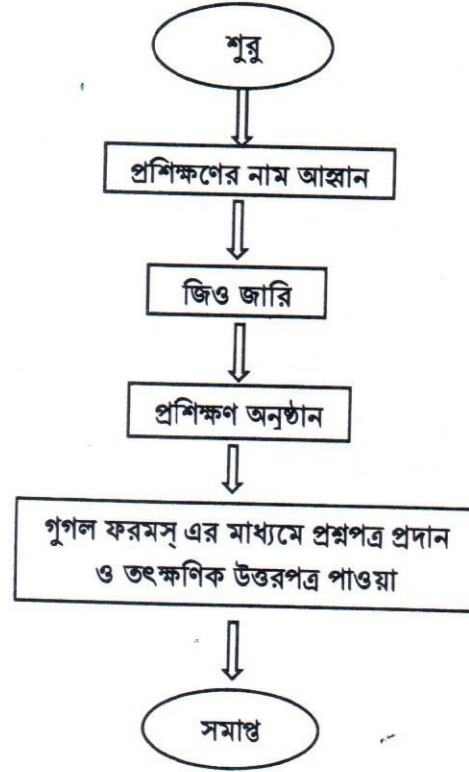 শুরু
প্রশিক্ষণের নাম আহ্বান
জিও জারি
প্রশিক্ষণ অনুষ্ঠান
গুগল ফরমস্ এর মাধ্যমে প্রশ্নপত্র প্রদান
ও তৎক্ষণিক উত্তরপত্র পাওয়া
সমাপ্ত